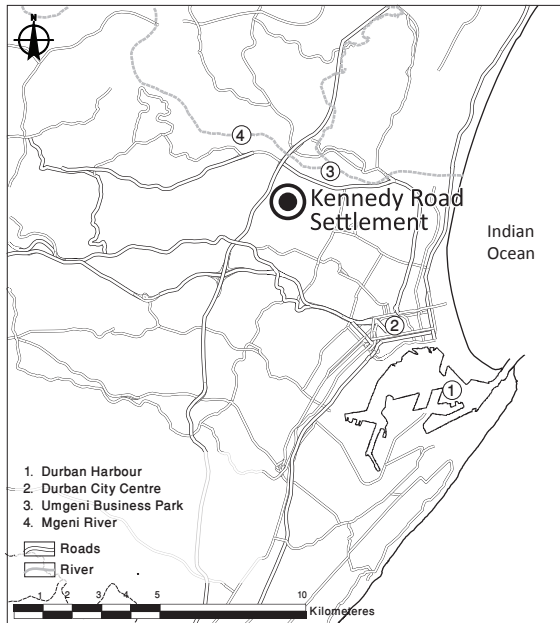 N
4
3
Kennedy Road
Settlement
Indian
Ocean
2
1
1. Durban Harbour
2. Durban City Centre
3. Umgeni Business Park
4. Mgeni River
Roads
River
1 2 3 4 5 10
Kilometeres